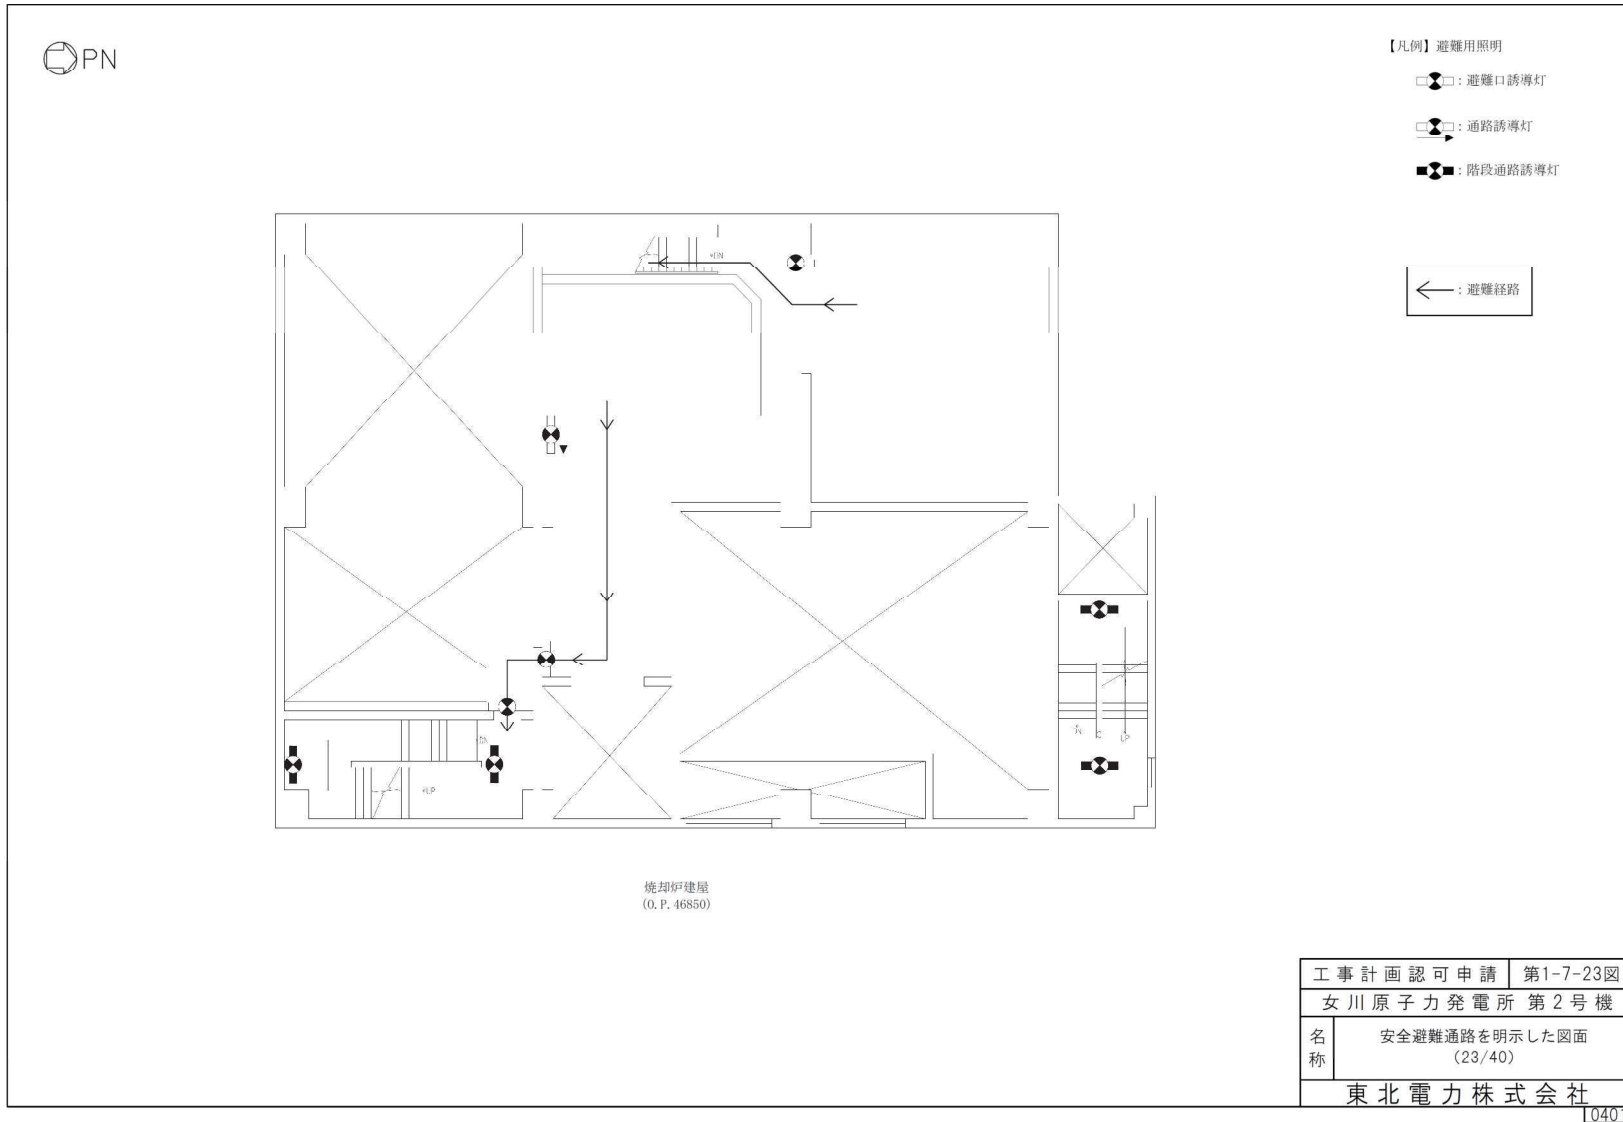 PN
【凡例】避難用照明
：避難口誘導灯
：通路誘導灯
：階段通路誘導灯
：避難経路
DN
DN
UP
UP
焼却炉建屋
(O.P. 46850)
工事計画認可申請 第1-7-23図
女川原子力発電所 第2号機
名称 安全避難通路を明示した図面
(23/40)
東北電力株式会社